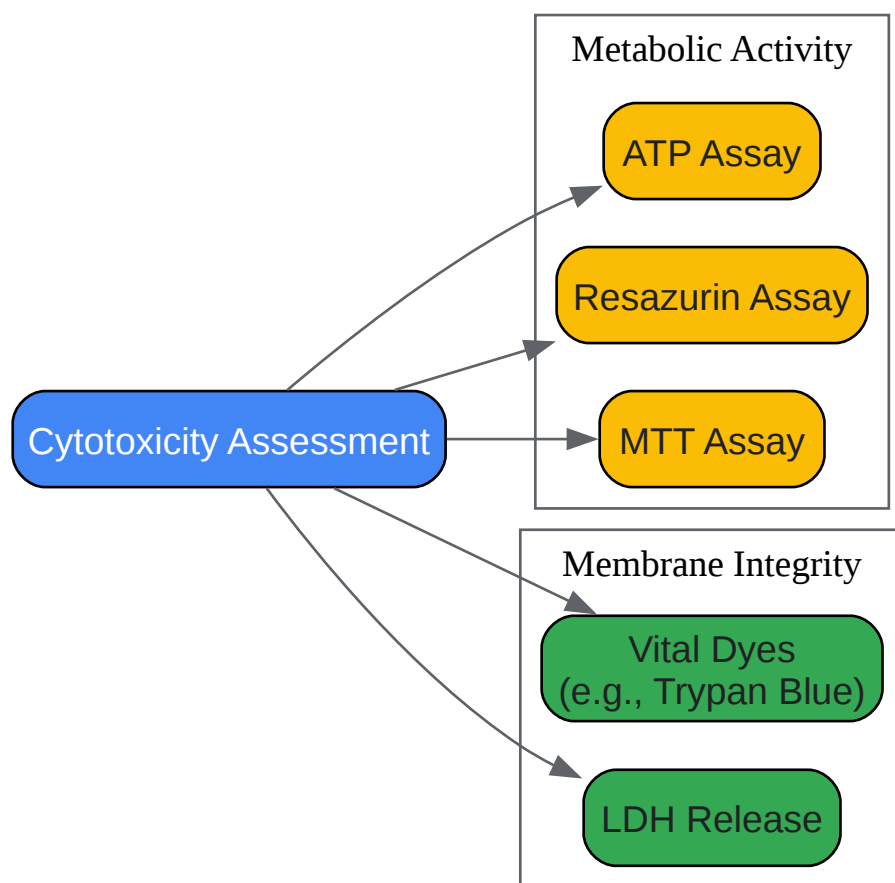 Metabolic Activity
ATP Assay
Resazurin Assay
Cytotoxicity Assessment
MTT Assay
Membrane Integrity
Vital Dyes
(e.g., Trypan Blue)
LDH Release